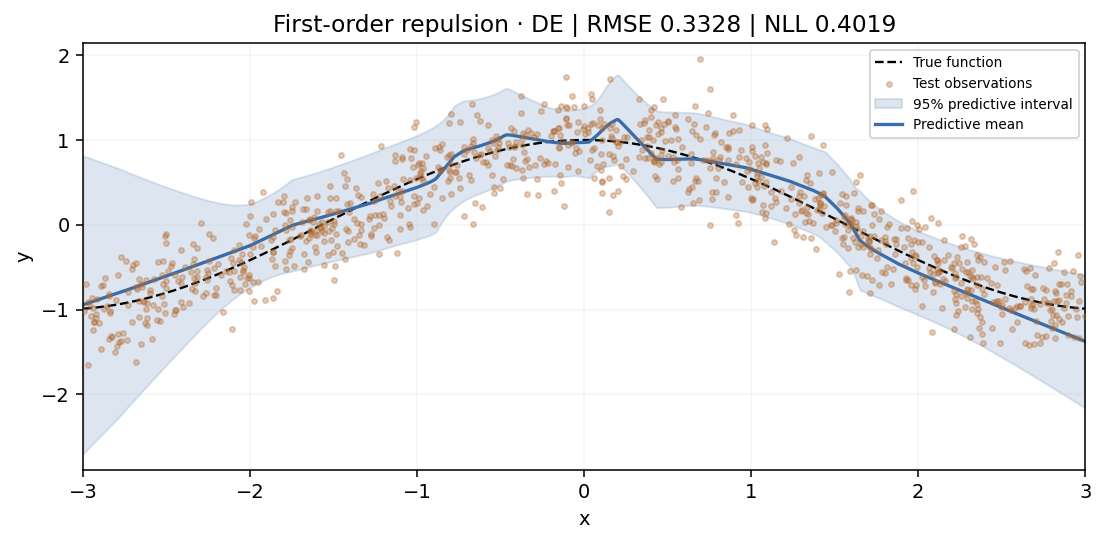 First-order repulsion · DE | RMSE 0.3328 | NLL 0.4019
True function
Test observations
95% predictive interval
Predictive mean
2
1
0
−1
−2
y
−3
−2
−1
0
1
2
3
x